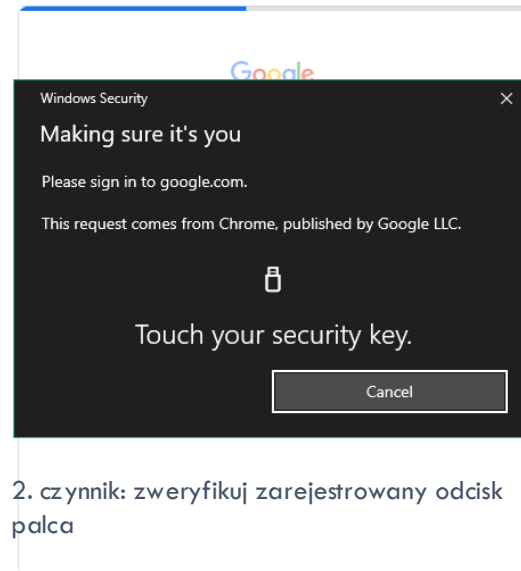 Google
Windows Security
Making sure it's you
Please sign in to google.com.
This request comes from Chrome, published by Google LLC.
Touch your security key.
Cancel
2. czynnik: zweryfikuj zarejestrowany odcisk
palca